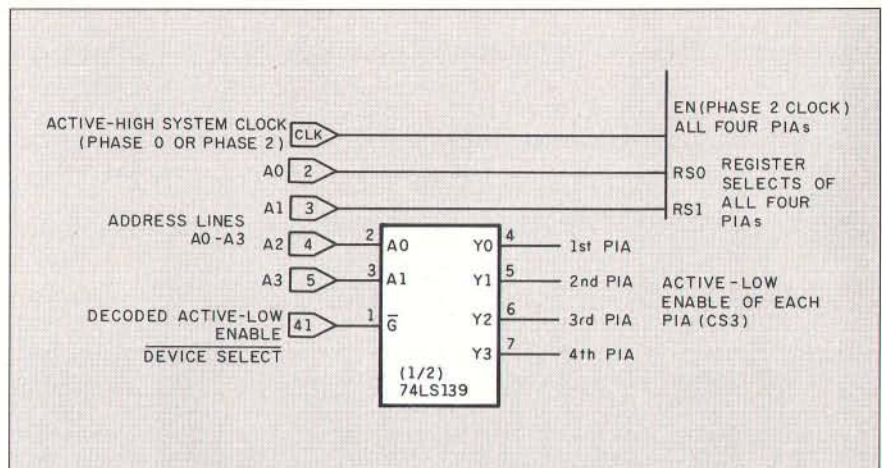 EN(PHASE 2 CLOCK)
ALL FOUR PIAs
ACTIVE-HIGH SYSTEM CLOCK
(PHASE 0 OR PHASE 2)
CLK
A0
2
RS0
REGISTER
SELECTS OF
ALL FOUR
PIAs
A1
3
RS1
ADDRESS LINES
A0-A3
A2
4
2
A0
Y0
4
1st PIA
A3
5
3
A1
Y1
5
2nd PIA
ACTIVE-LOW
ENABLE OF EACH
PIA (CS3)
DECODED ACTIVE-LOW
ENABLE
DEVICE SELECT
41
1
G
Y2
6
3rd PIA
Y3
7
4th PIA
(1/2)
74LS139